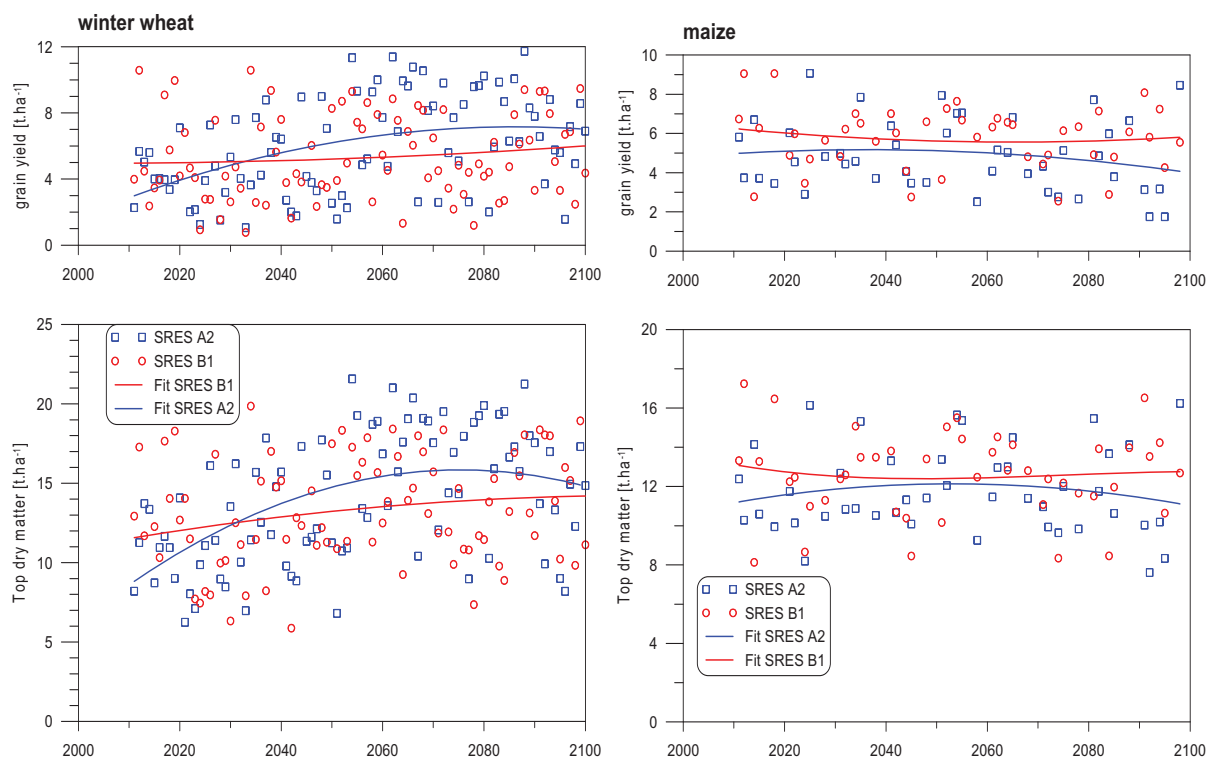 winter wheat
grain yield [t.ha-1]
12
8
4
0
2000 2020 2040 2060 2080 2100
maize
grain yield [t.ha-1]
10
8
6
4
2
0
2000 2020 2040 2060 2080 2100
Top dry matter [t.ha-1]
25
20
15
10
5
0
SRES A2
SRES B1
Fit SRES B1
Fit SRES A2
2000 2020 2040 2060 2080 2100
Top dry matter [t.ha-1]
20
16
12
8
4
0
SRES A2
SRES B1
Fit SRES A2
Fit SRES B1
2000 2020 2040 2060 2080 2100